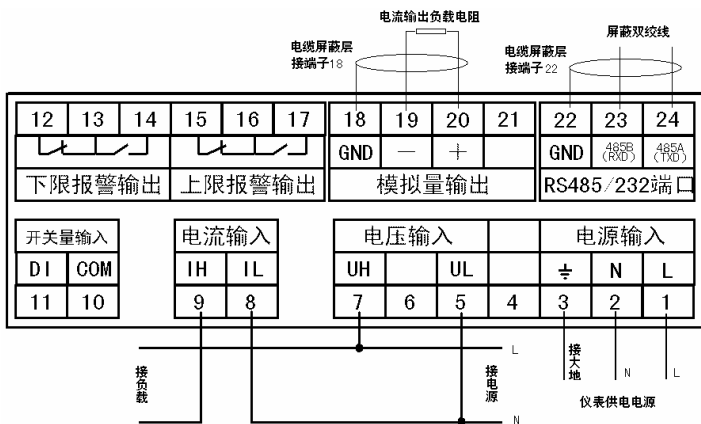 电流输出负载电阻
电缆屏蔽层
接端子18
电缆屏蔽层
接端子22
屏蔽双绞线
12 13 14 15 16 17 18 19 20 21 22 23 24
GND — + GND 485B (RXD) 485A (TXD)
下限报警输出 上限报警输出 模拟量输出 RS485/232端口
开关量输入 电流输入 电压输入 电源输入
DI COM IH IL UH UL N L
11 10 9 8 7 6 5 4 3 2 1
接负载
L
N
接电源
接大地
N
L
仪表供电电源